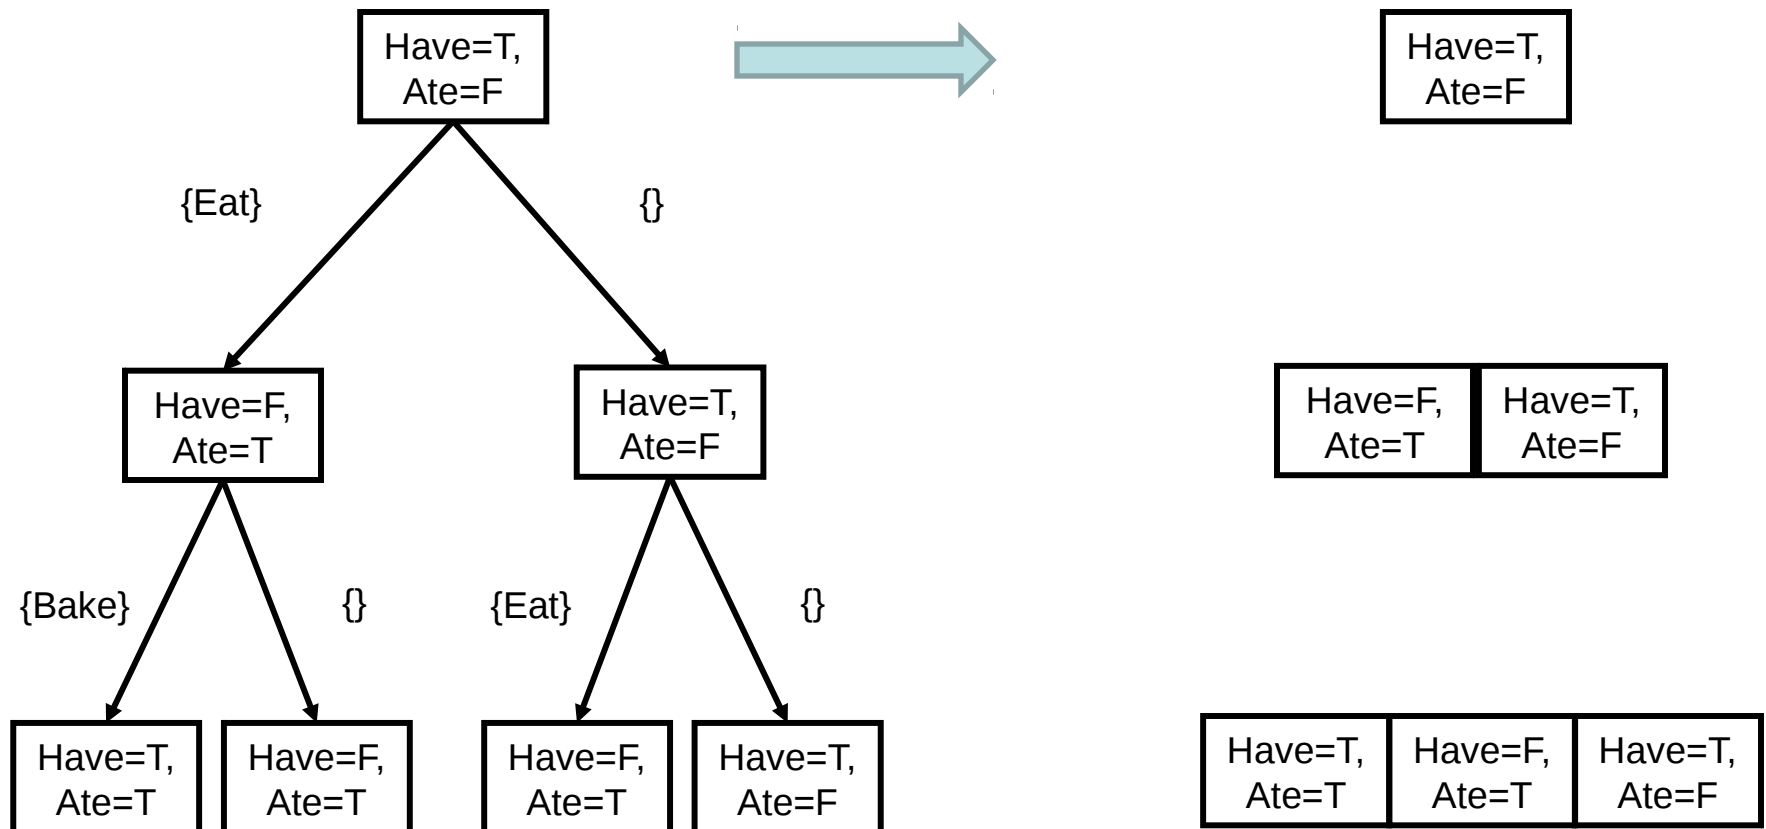 Have=T,
Ate=F
Have=T,
Ate=F
{Eat}
{}
Have=F,
Ate=T
Have=T,
Ate=F
Have=F,
Ate=T
Have=T,
Ate=F
{Bake}
{}
{Eat}
{}
Have=T,
Ate=T
Have=F,
Ate=T
Have=F,
Ate=T
Have=T,
Ate=F
Have=T,
Ate=T
Have=F,
Ate=T
Have=T,
Ate=F